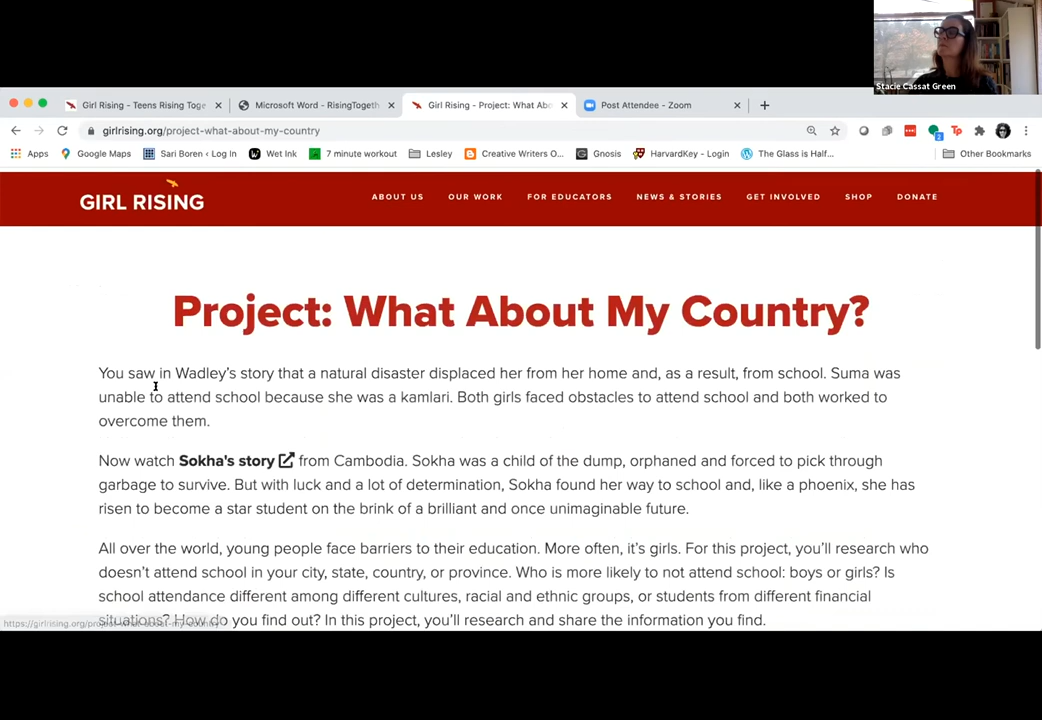 Stacie Cassat Green
Girl Rising - Teens Rising Toge
Microsoft Word - RisingTogeth
Girl Rising - Project: What Abo
Post Attendee - Zoom
girlrising.org/project-what-about-my-country
2
Tp
Apps
Google Maps
Sari Boren ‹ Log In
Wet Ink
7 minute workout
Lesley
Creative Writers O...
Gnosis
HarvardKey - Login
The Glass is Half...
Other Bookmarks
GIRL RISING
ABOUT US
OUR WORK
FOR EDUCATORS
NEWS & STORIES
GET INVOLVED
SHOP
DONATE
Project: What About My Country?
You saw in Wadley's story that a natural disaster displaced her from her home and, as a result, from school. Suma was
unable to attend school because she was a kamlari. Both girls faced obstacles to attend school and both worked to
overcome them.
Now watch Sokha's story from Cambodia. Sokha was a child of the dump, orphaned and forced to pick through
garbage to survive. But with luck and a lot of determination, Sokha found her way to school and, like a phoenix, she has
risen to become a star student on the brink of a brilliant and once unimaginable future.
All over the world, young people face barriers to their education. More often, it's girls. For this project, you'll research who
doesn't attend school in your city, state, country, or province. Who is more likely to not attend school: boys or girls? Is
school attendance different among different cultures, racial and ethnic groups, or students from different financial
situations? How do you find out? In this project, you'll research and share the information you find.
https://girlrising.org/project-what-about-my-country